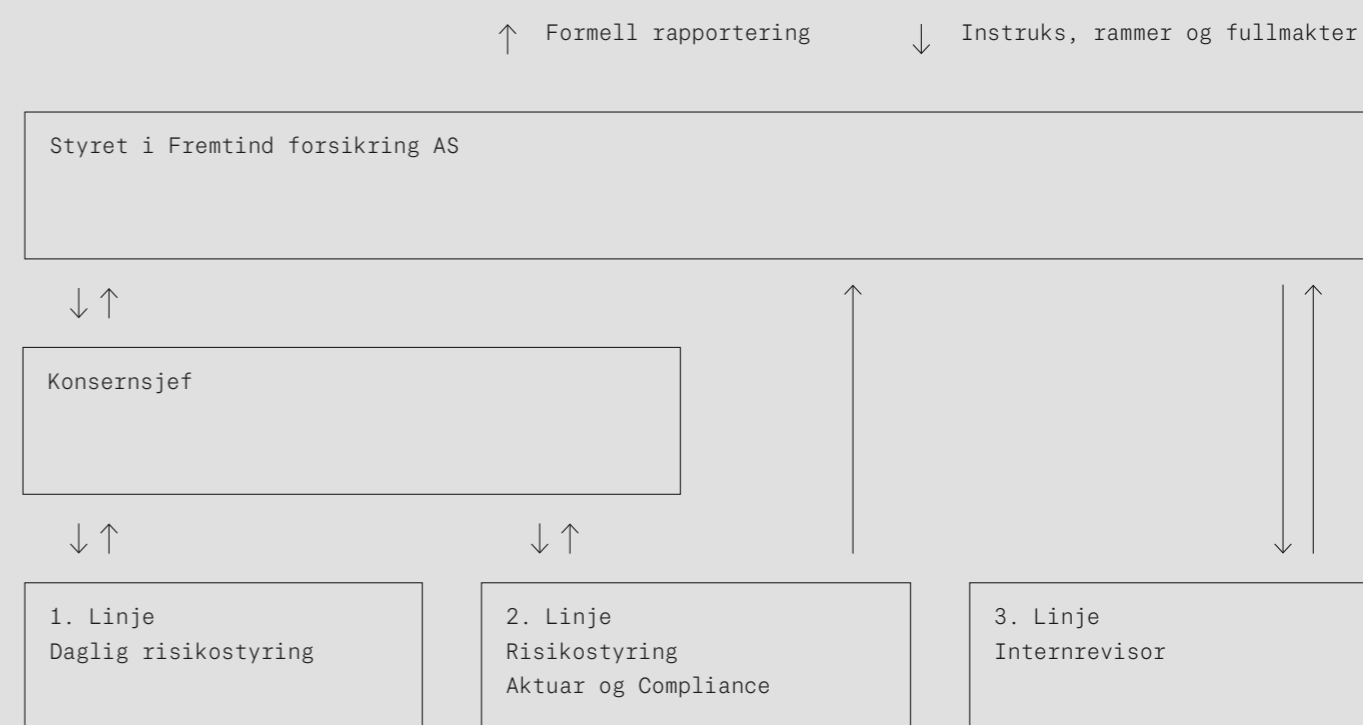 Formell rapportering
Instruks, rammer og fullmakter
Styret i Fremtind forsikring AS
Konsernsjef
1. Linje
Daglig risikostyring
2. Linje
Risikostyring
Aktuar og Compliance
3. Linje
Internrevisor